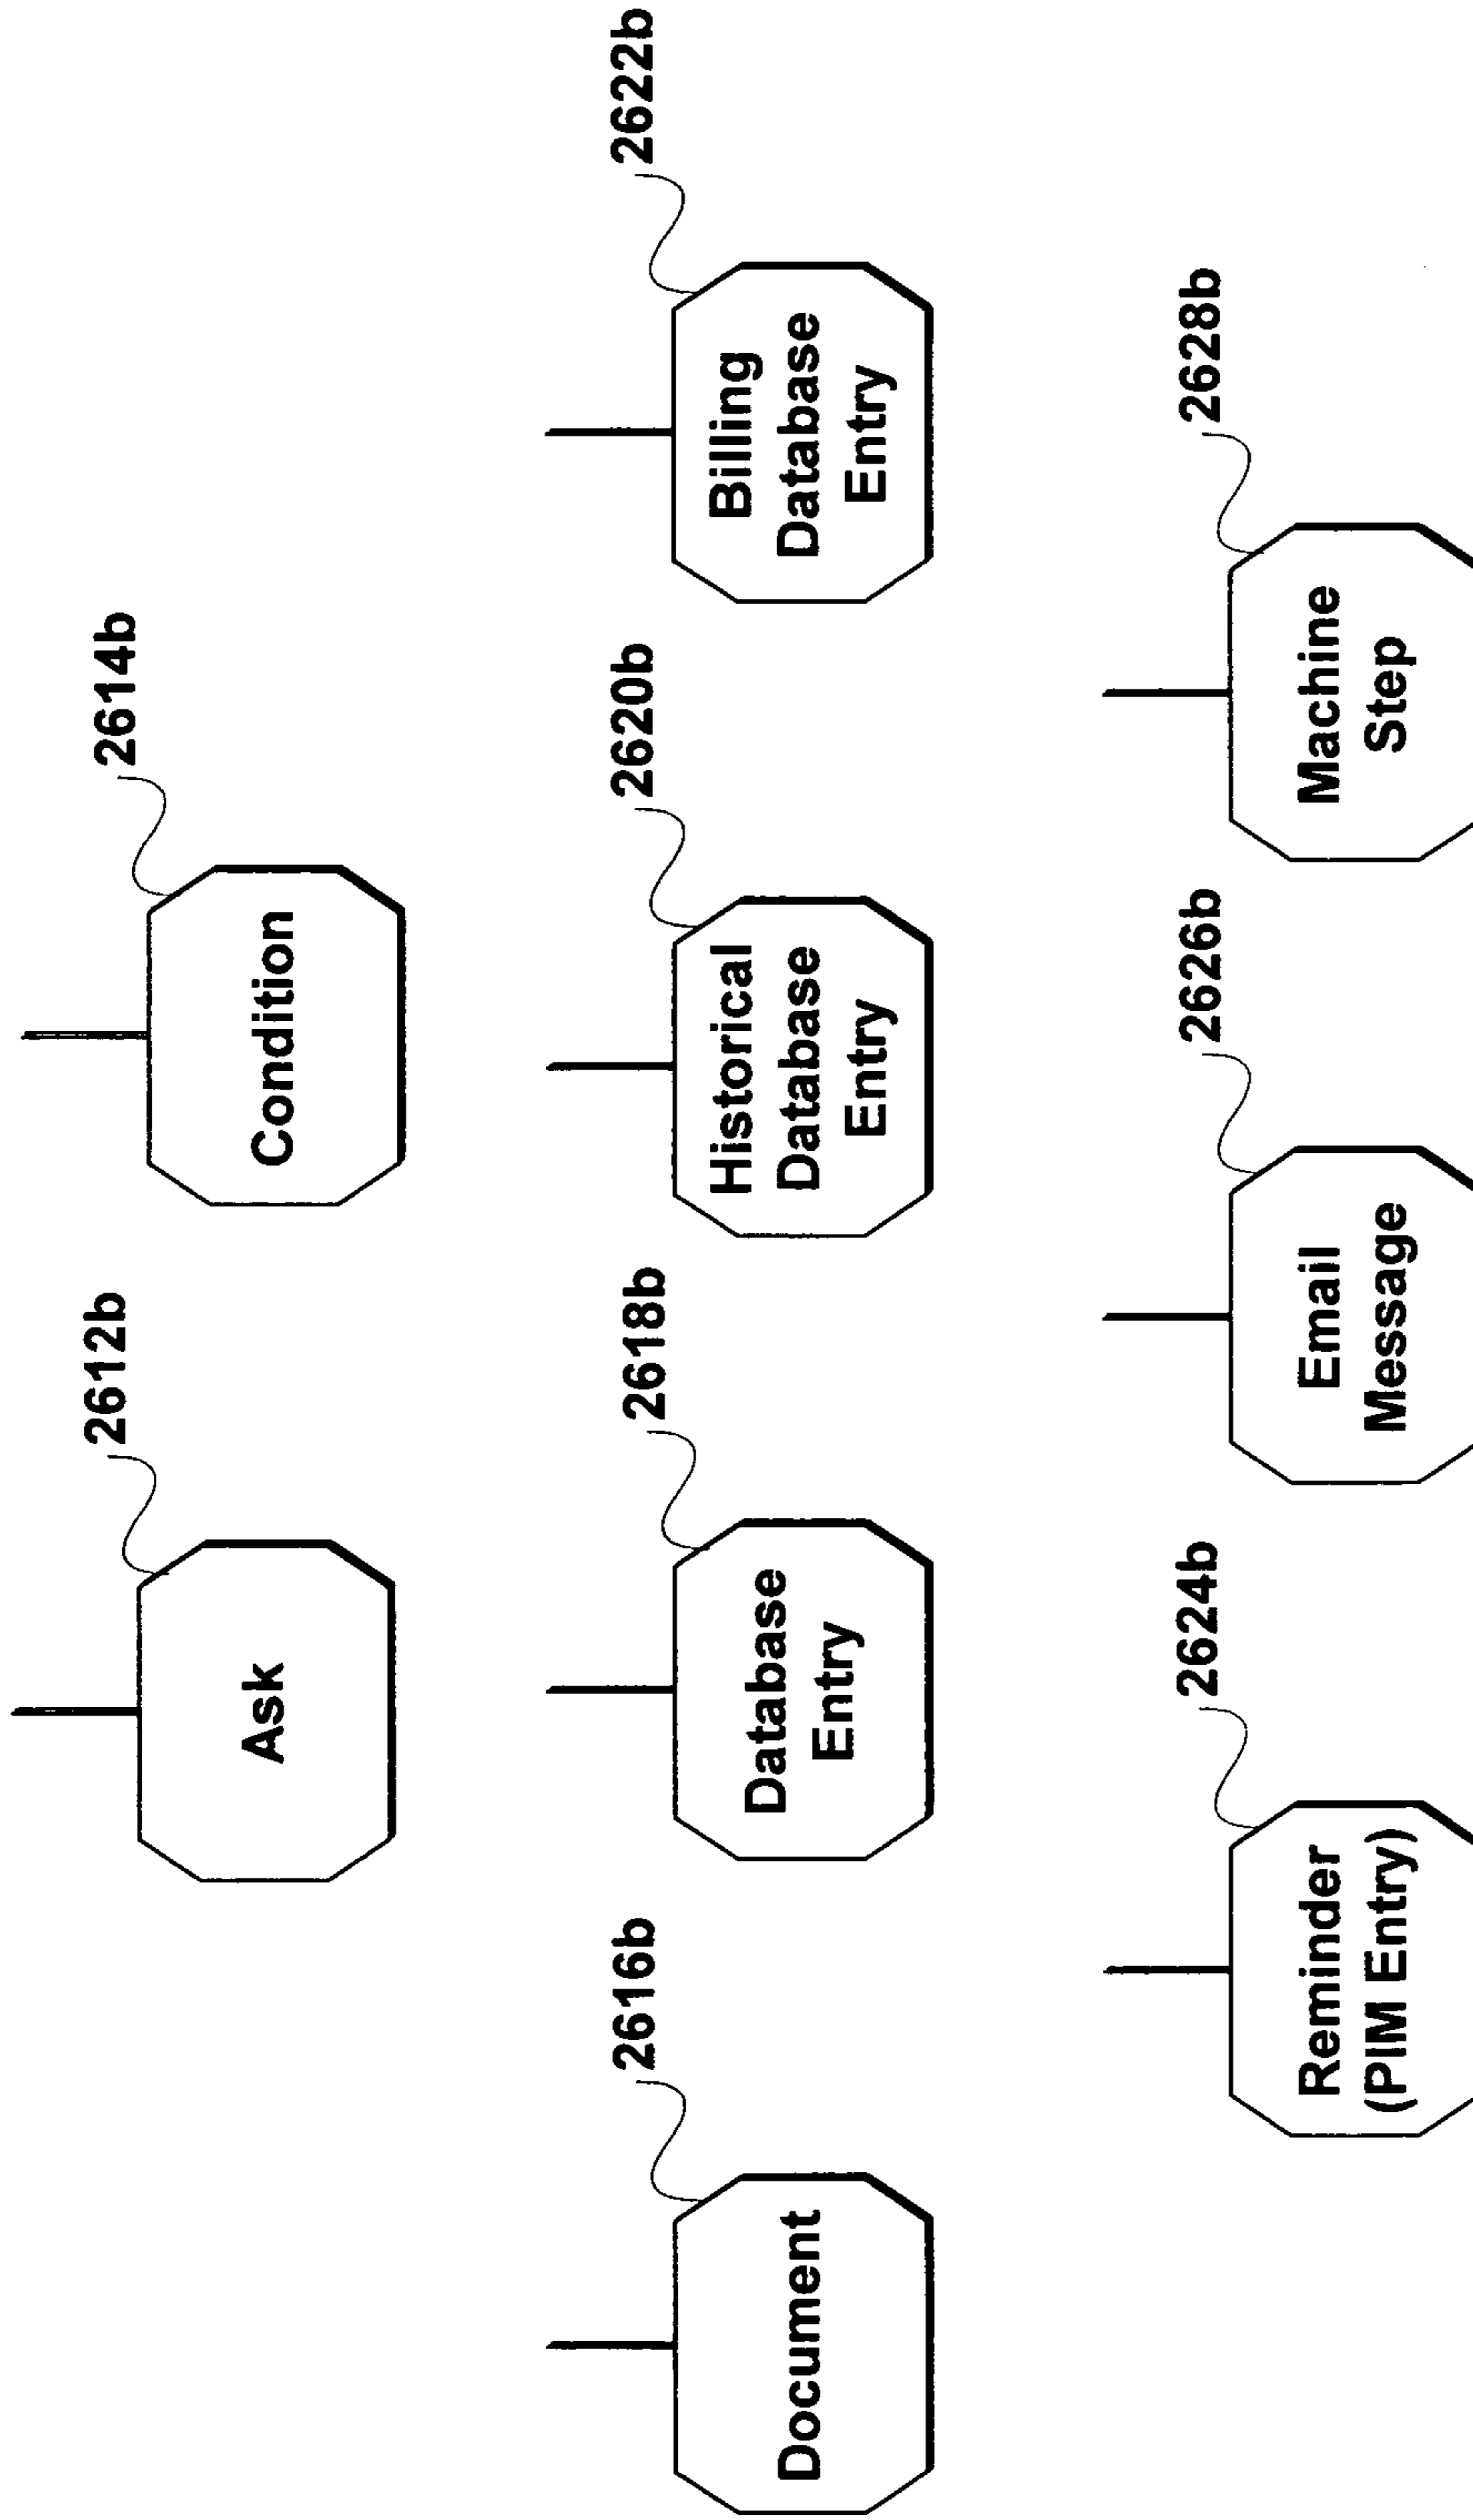 2612b
Ask
2614b
Condition
2616b
Document
2618b
Database
Entry
2620b
Historical
Database
Entry
2622b
Billing
Database
Entry
2624b
Reminder
(PIM Entry)
2626b
Email
Message
2628b
Machine
Step